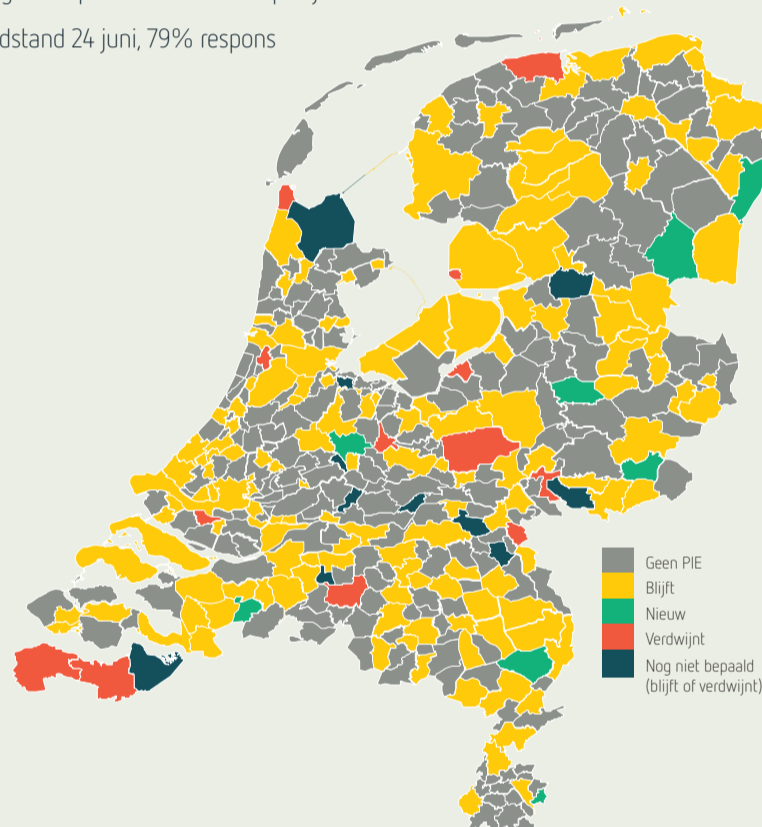 dstand 24 juni, 79% respons
Geen PIE
Blijft
Nieuw
Verdwijnt
Nog niet bepaald
(blijft of verdwijnt)